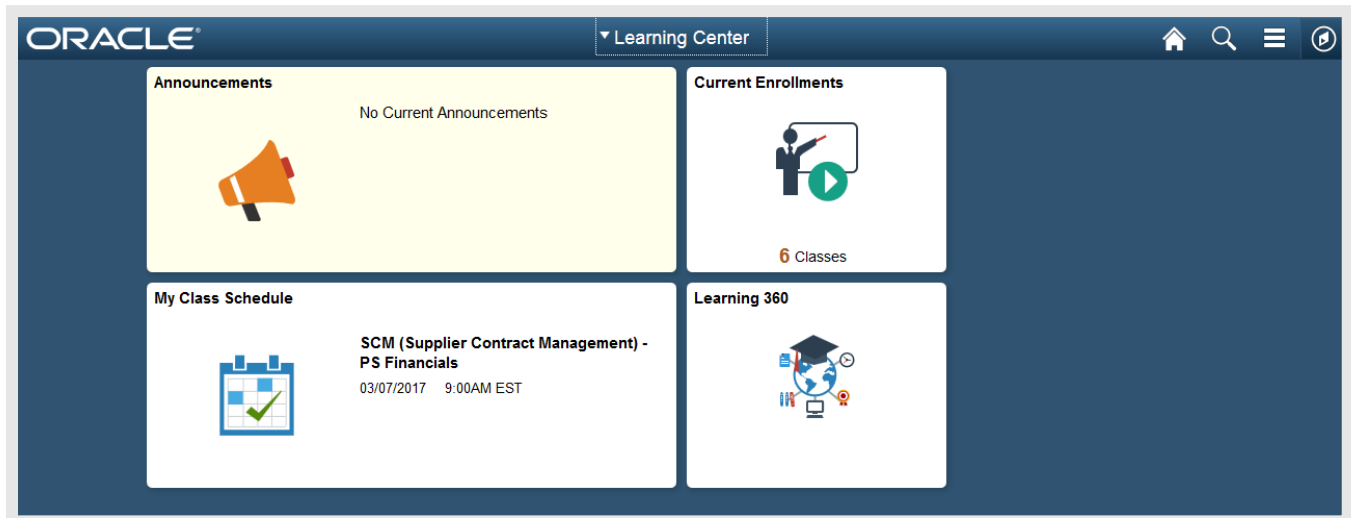 ORACLE®
Learning Center
Announcements
No Current Announcements
Current Enrollments
6 Classes
My Class Schedule
SCM (Supplier Contract Management) -
PS Financials
03/07/2017 9:00AM EST
Learning 360